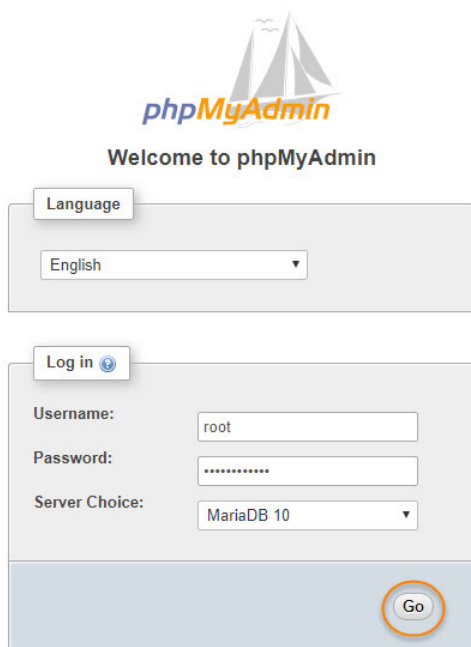 phpMyAdmin
Welcome to phpMyAdmin
Language
English
Log in
Username:
root
Password:
••••••••••••
Server Choice:
MariaDB 10
Go